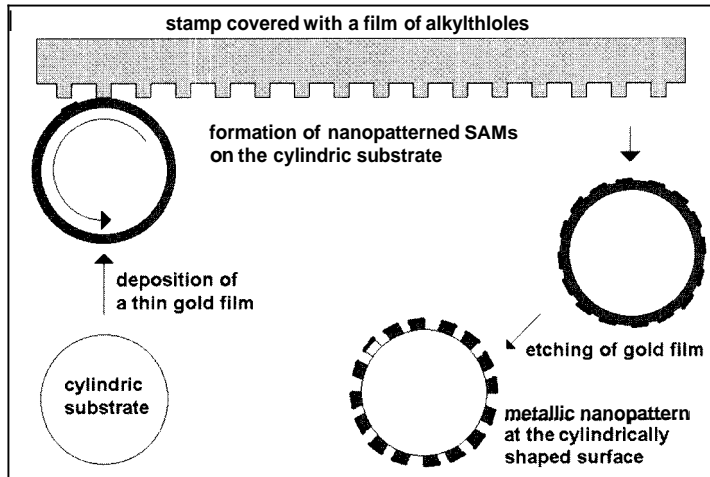 stamp covered with a film of alkylthloles
formation of nanopatterned SAMs
on the cylindric substrate
deposition of
a thin gold film
cylindric
substrate
etching of gold film
metallic nanopattern
at the cylindrically
shaped surface